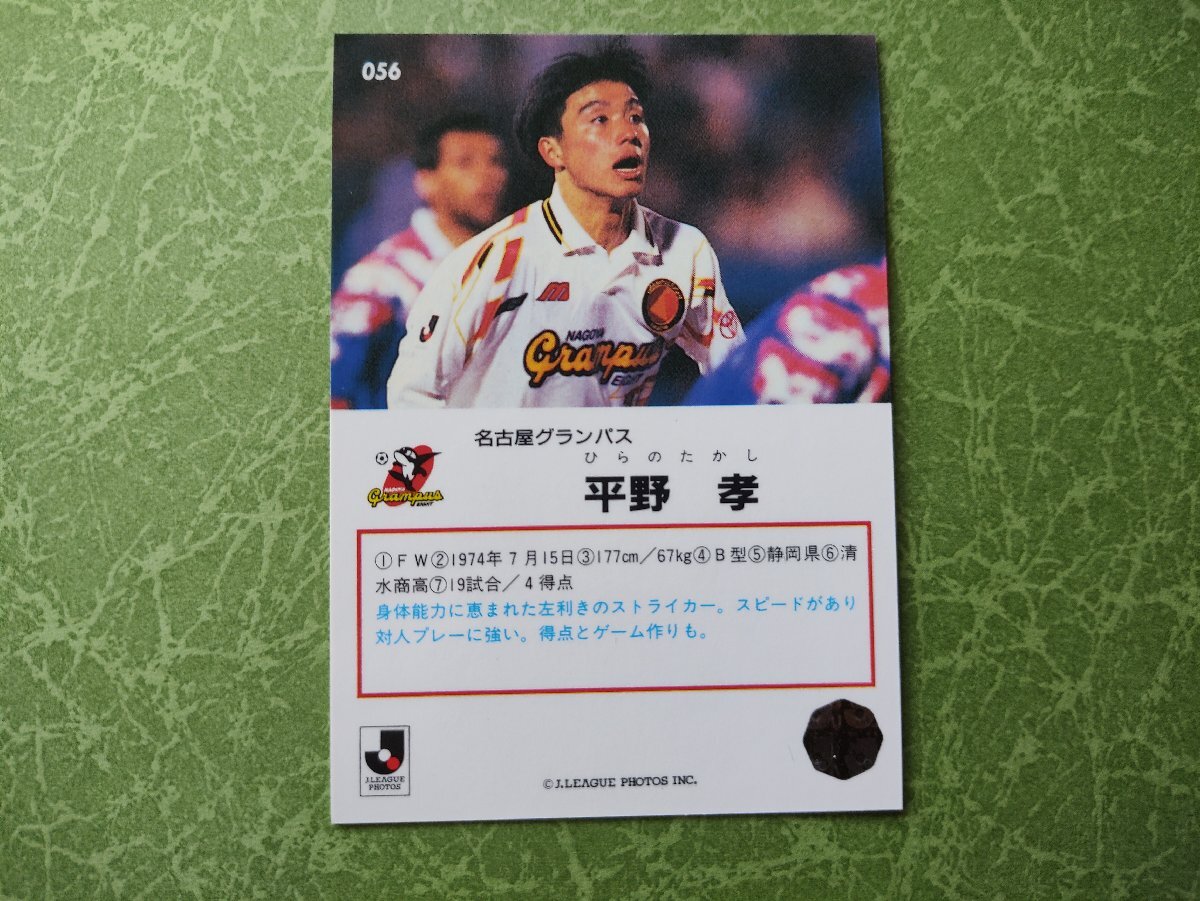 056
J
NAGOYA
Grampus
EIGHT
名古屋グランパス
ひらのたかし
平野 孝
NAGOYA
Grampus
EIGHT
①FW②1974年7月15日③177cm/67kg④B型⑤静岡県⑥清
水商高⑦19試合/4得点
身体能力に恵まれた左利きのストライカー。スピードがあり
対人プレーに強い。得点とゲーム作りも。
J.LEAGUE
PHOTOS
©J.LEAGUE PHOTOS INC.